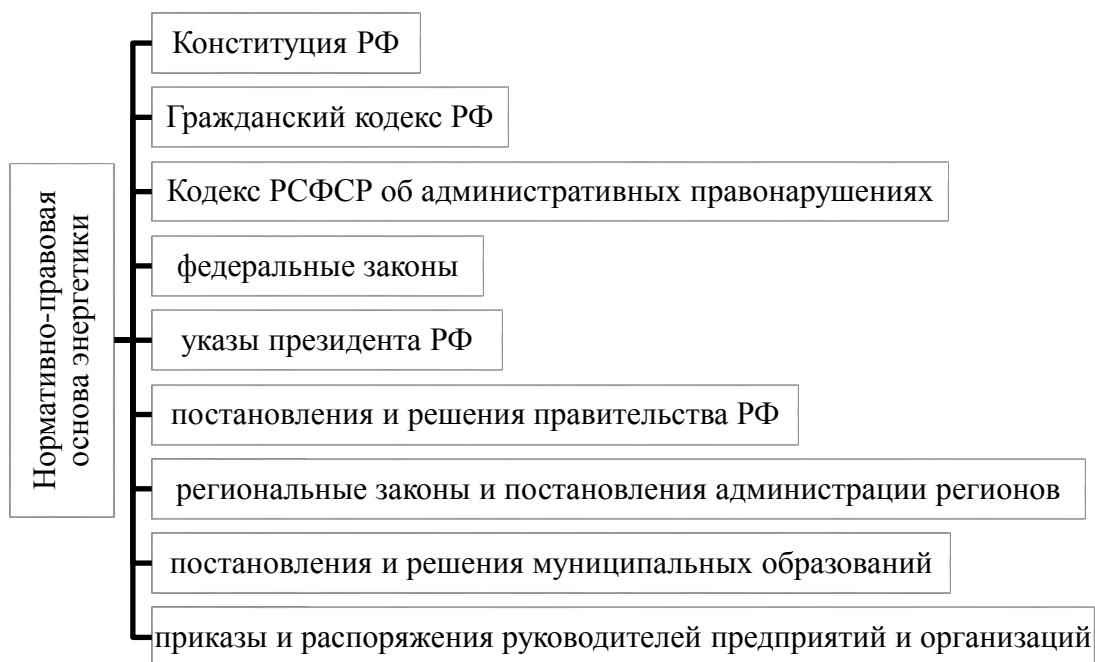 Нормативно-правовая
основа энергетики
Конституция РФ
Гражданский кодекс РФ
Кодекс РСФСР об административных правонарушениях
федеральные законы
указы президента РФ
постановления и решения правительства РФ
региональные законы и постановления администрации регионов
постановления и решения муниципальных образований
приказы и распоряжения руководителей предприятий и организаций